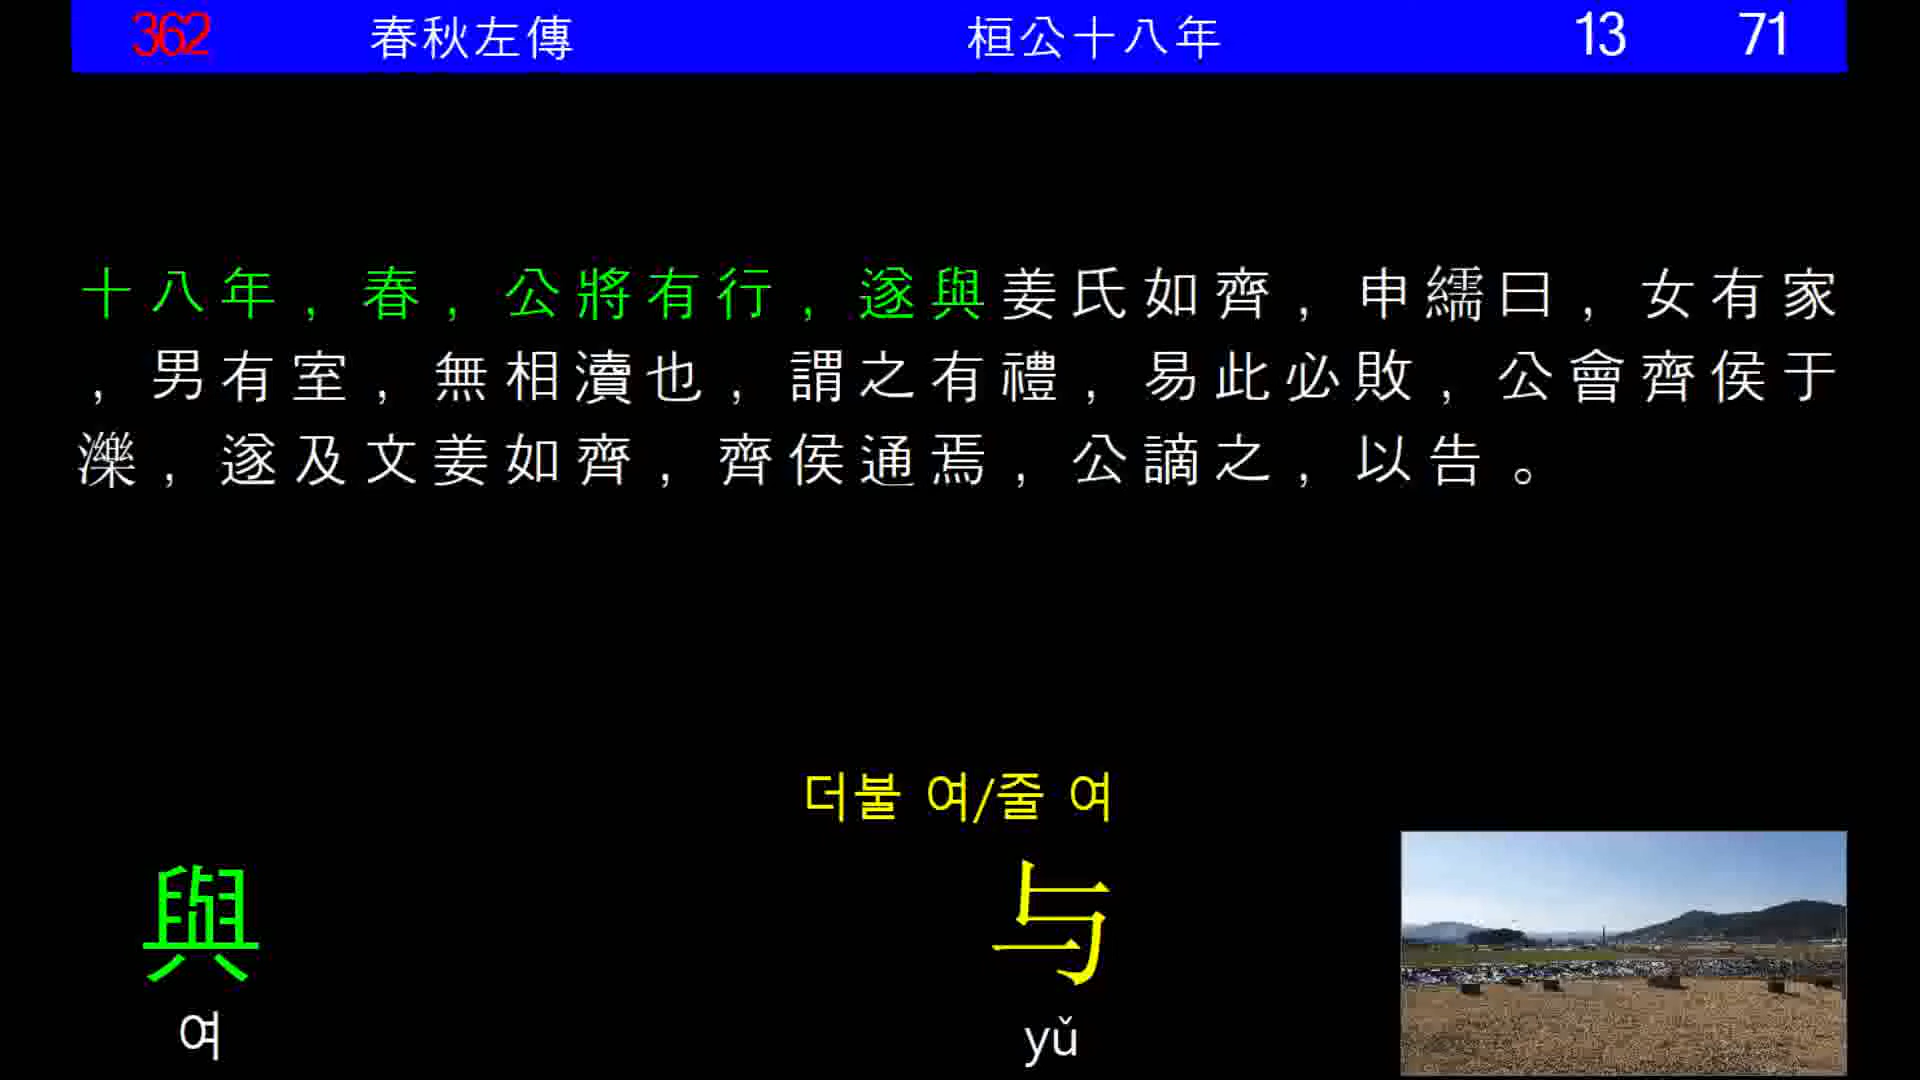 362 春秋左傳 桓公十八年 13 71
十八年，春，公將有行，遂與姜氏如齊，申繻曰，女有家
，男有室，無相瀆也，謂之有禮，易此必敗，公會齊侯于
濼，遂及文姜如齊，齊侯通焉，公謫之，以告。
더불 여/줄 여
與 与
여 yǔ